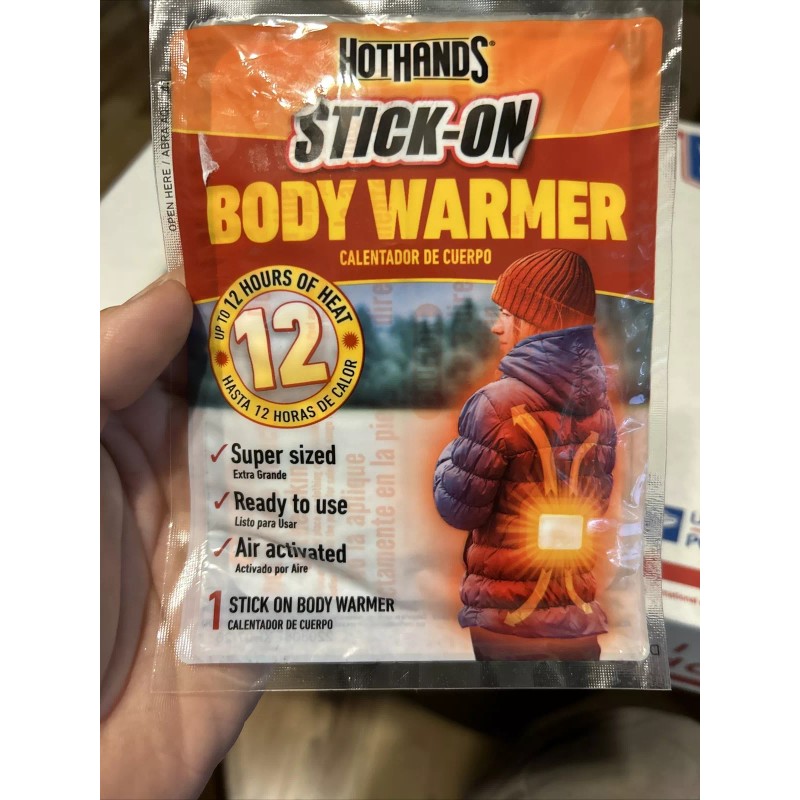 HOTHANDS®
STICK-ON
BODY WARMER
CALENTADOR DE CUERPO
OPEN HERE / ABRA AQUÍ
UP TO 12 HOURS OF HEAT
12
HASTA 12 HORAS DE CALOR
✓Super sized
Extra Grande
✓Ready to use
Listo para Usar
✓Air activated
Activado por Aire
1 STICK ON BODY WARMER
CALENTADOR DE CUERPO